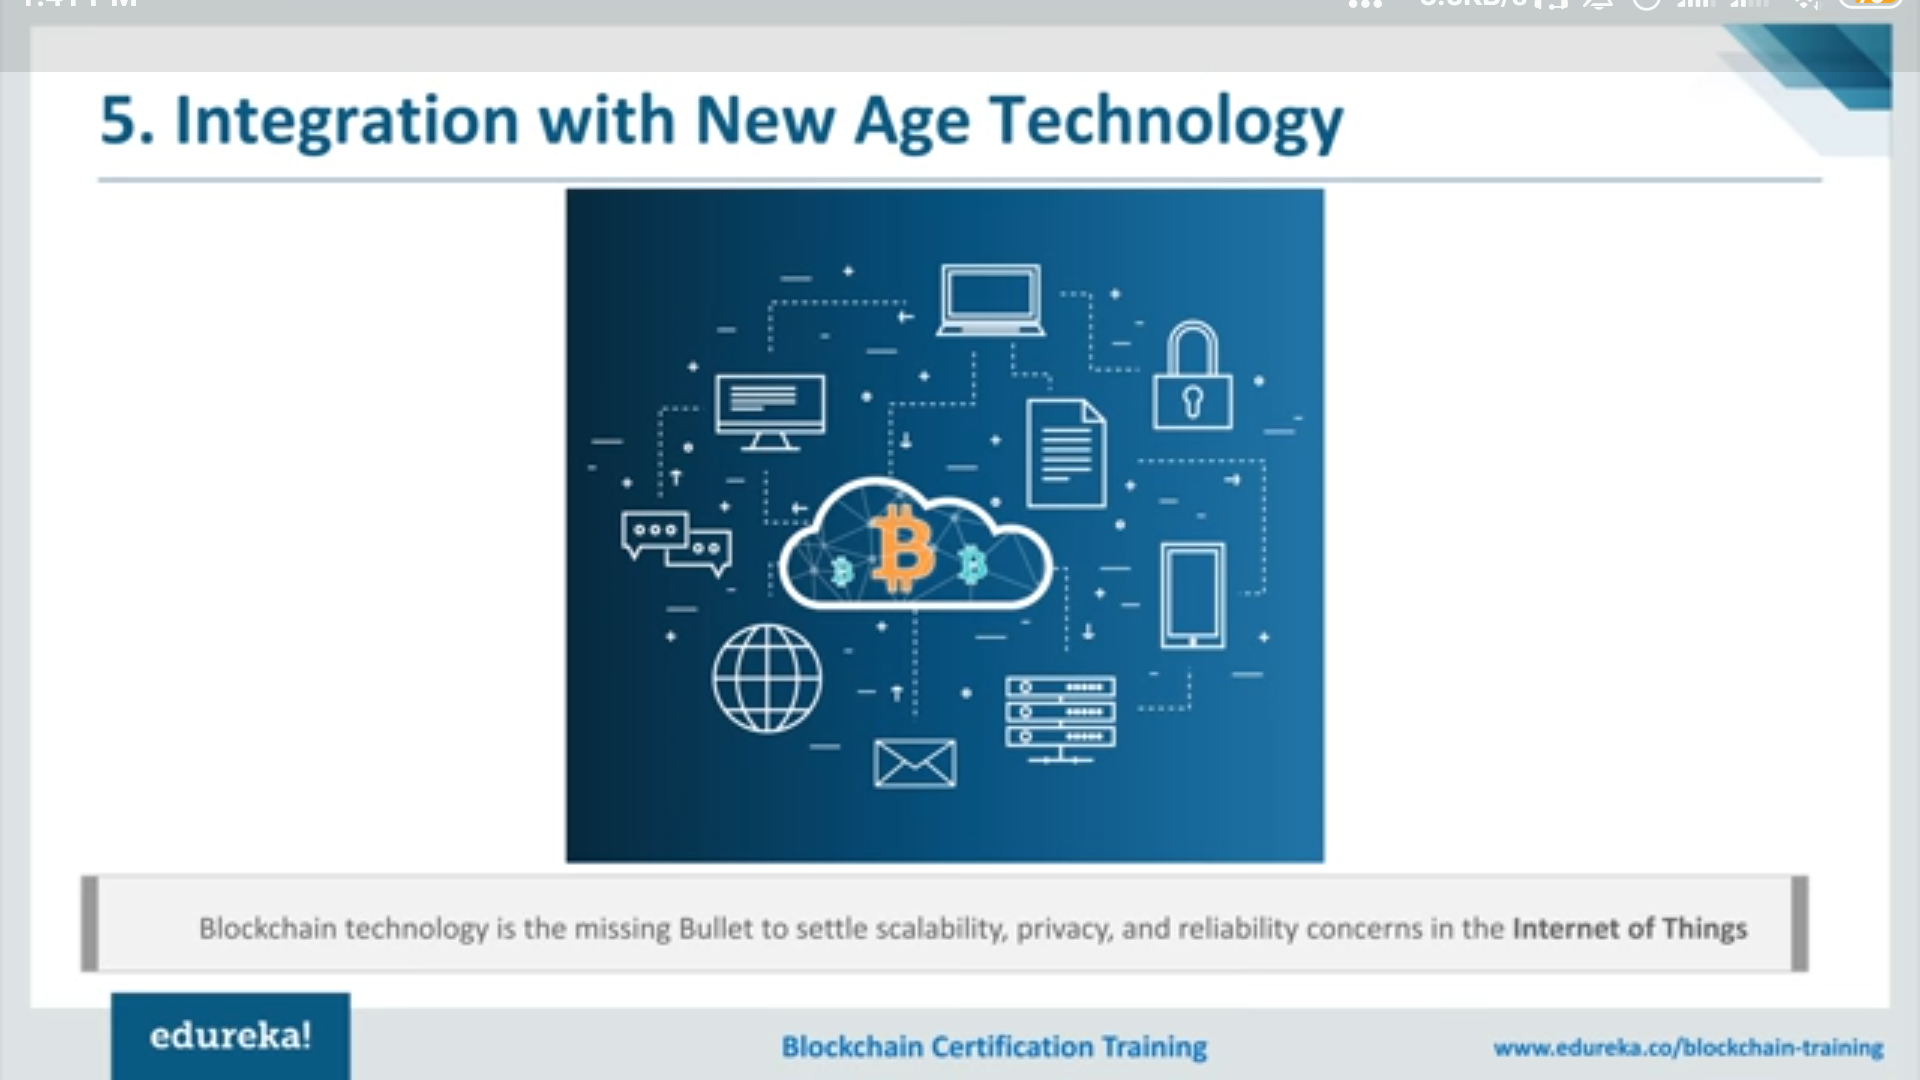 5. Integration with New Age Technology
Blockchain technology is the missing Bullet to settle scalability, privacy, and reliability concerns in the Internet of Things
edureka!
Blockchain Certification Training
www.edureka.co/blockchain-training